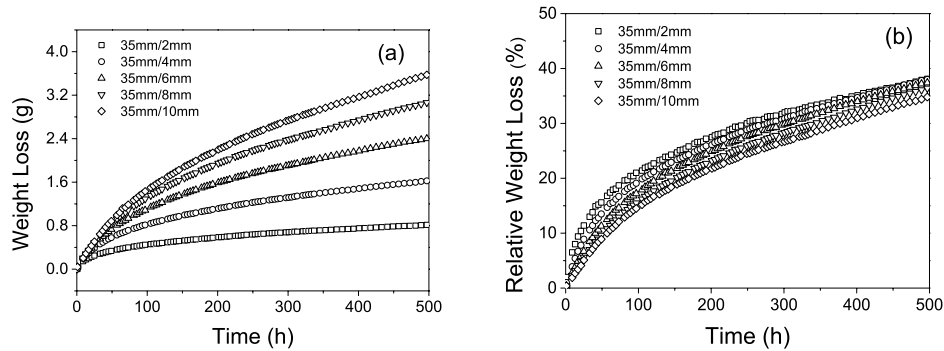 (a)
35mm/2mm
35mm/4mm
35mm/6mm
35mm/8mm
35mm/10mm
4.0
3.2
2.4
1.6
0.8
0.0
Weight Loss (g)
0 100 200 300 400 500
Time (h)
(b)
35mm/2mm
35mm/4mm
35mm/6mm
35mm/8mm
35mm/10mm
50
40
30
20
10
0
Relative Weight Loss (%)
0 100 200 300 400 500
Time (h)